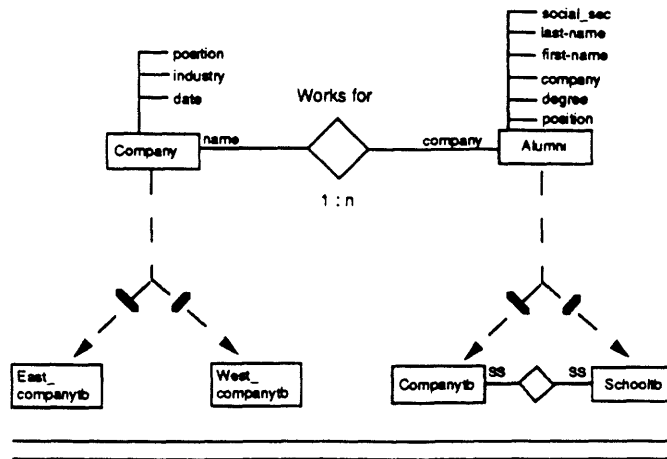 social_sec
last-name
first-name
company
degree
position
position
industry
date
Works for
Company
name
company
Alumni
1 : n
East_
companytb
West_
companytb
Companytb
SS
SS
Schooltb